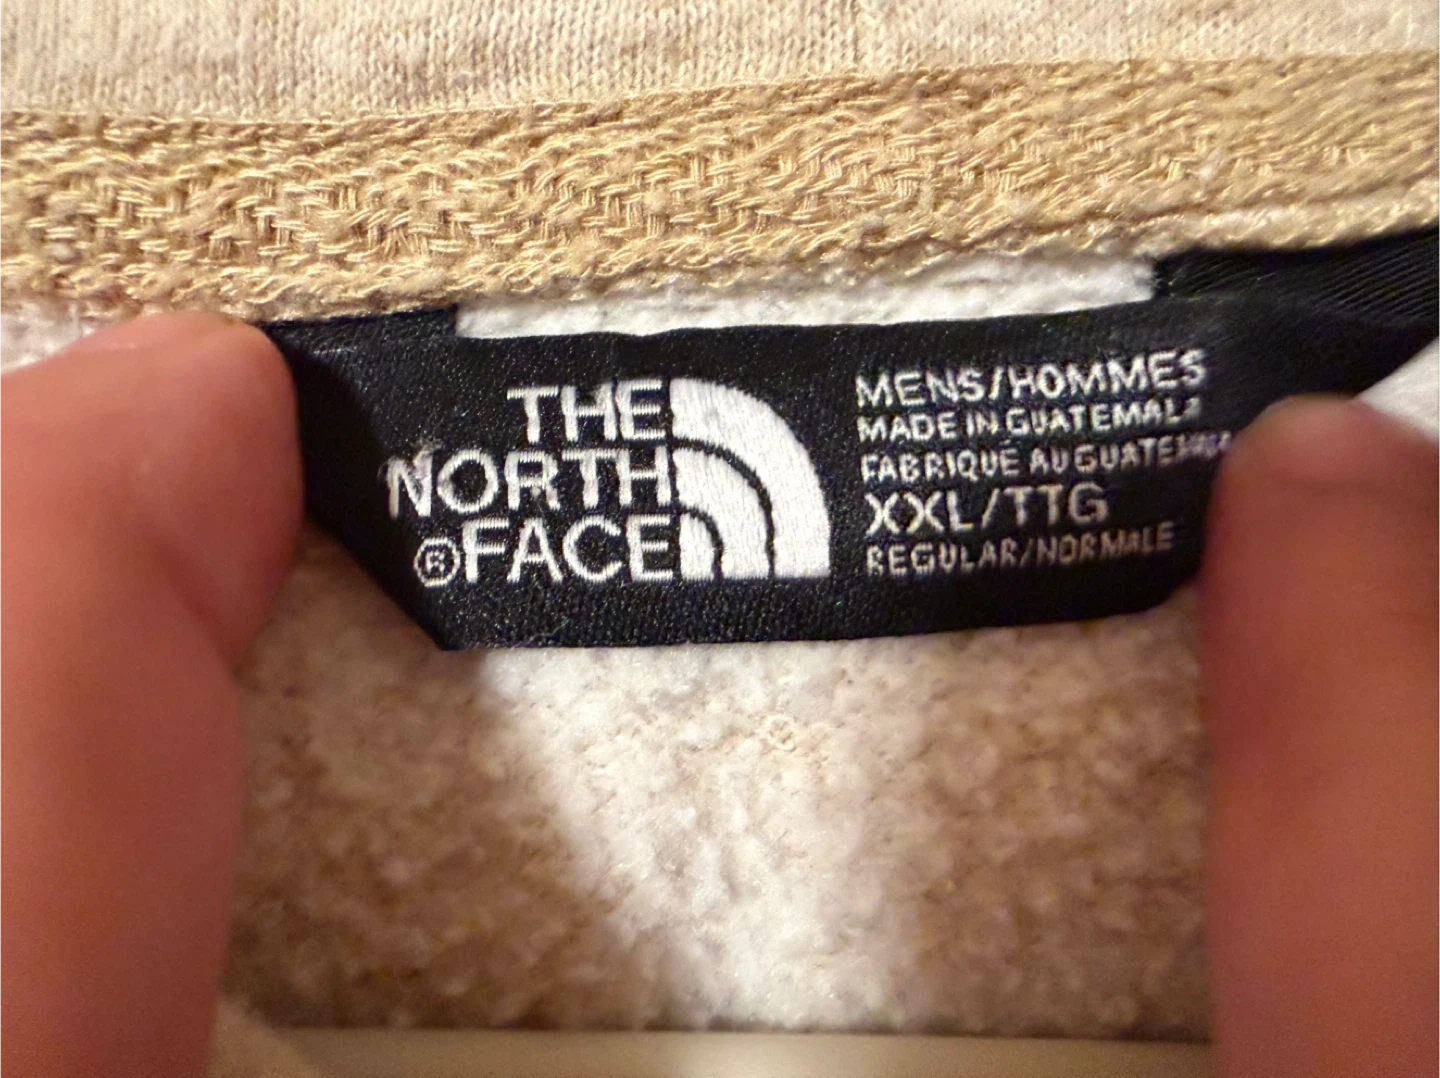 THE
NORTH
®FACE
MENS/HOMMES
MADE IN GUATEMALA
FABRIQUÉ AU GUATEMALA
XXL/TTG
REGULAR/NORMALE